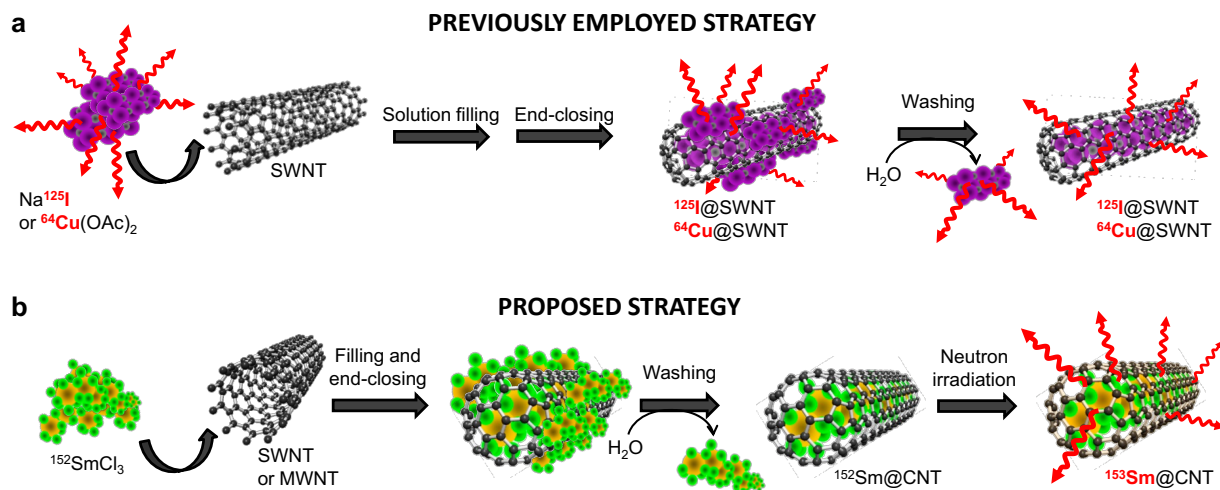 a
PREVIOUSLY EMPLOYED STRATEGY
Na¹²⁵I
or ⁶⁴Cu(OAc)₂
SWNT
Solution filling
End-closing
¹²⁵I@SWNT
⁶⁴Cu@SWNT
Washing
H₂O
¹²⁵I@SWNT
⁶⁴Cu@SWNT
b
PROPOSED STRATEGY
¹⁵²SmCl₃
SWNT
or MWNT
Filling and
end-closing
Washing
H₂O
¹⁵²Sm@CNT
Neutron
irradiation
¹⁵³Sm@CNT